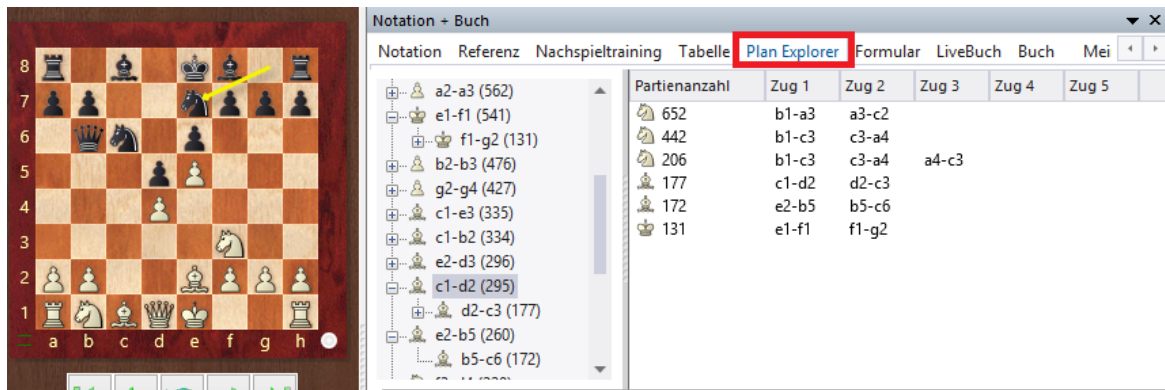 Notation + Buch
Notation Referenz Nachspieltraining Tabelle Plan Explorer Formular LiveBuch Buch Mei
8
7
6
5
4
3
2
1
a b c d e f g h
a2-a3 (562)
e1-f1 (541)
f1-g2 (131)
b2-b3 (476)
g2-g4 (427)
c1-e3 (335)
c1-b2 (334)
e2-d3 (296)
c1-d2 (295)
d2-c3 (177)
e2-b5 (260)
b5-c6 (172)
Partienanzahl Zug 1 Zug 2 Zug 3 Zug 4 Zug 5
652 b1-a3 a3-c2
442 b1-c3 c3-a4
206 b1-c3 c3-a4 a4-c3
177 c1-d2 d2-c3
172 e2-b5 b5-c6
131 e1-f1 f1-g2